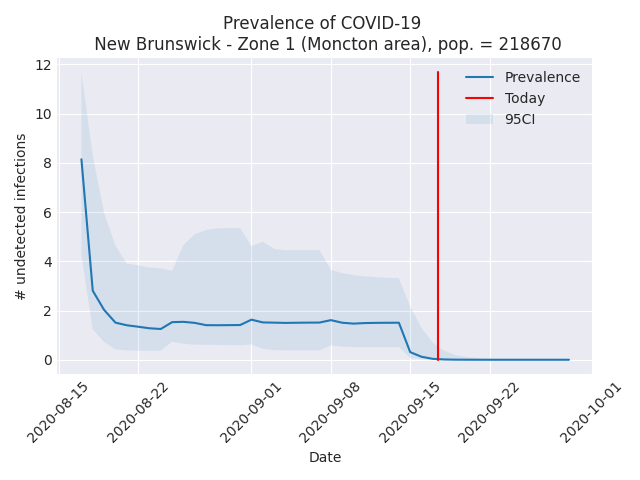 Prevalence of COVID-19
New Brunswick - Zone 1 (Moncton area), pop. = 218670
# undetected infections
12
10
8
6
4
2
0
Prevalence
Today
95CI
2020-08-15
2020-08-22
2020-09-01
2020-09-08
2020-09-15
2020-09-22
2020-10-01
Date